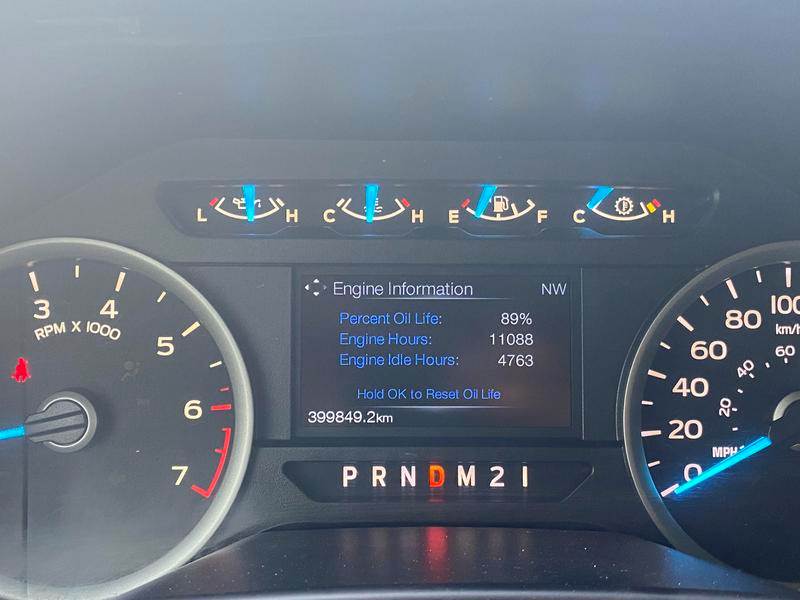 L H C H E F C H
Engine Information NW
Percent Oil Life: 89%
Engine Hours: 11088
Engine Idle Hours: 4763
Hold OK to Reset Oil Life
399849.2km
P R N D M 2 1
3 4 5 6 7
RPM X 1000
0 20 40 60 80 100
km/h
20 40 60
MPH